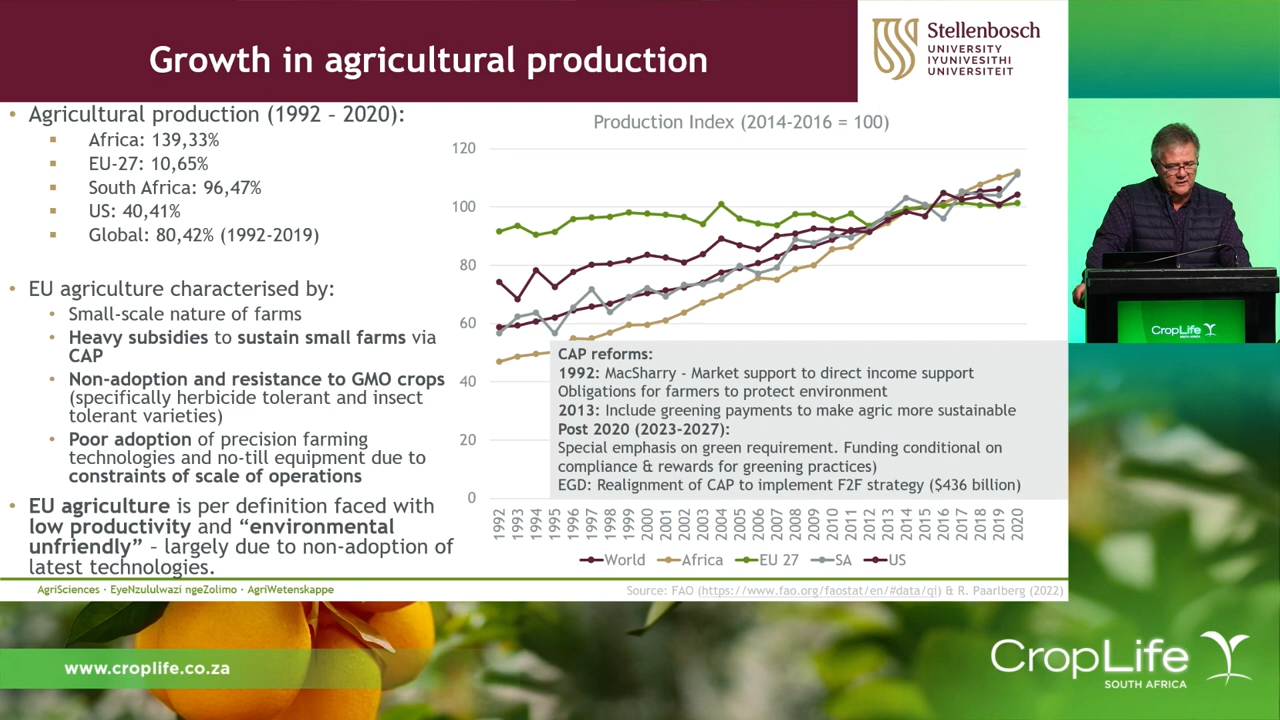 Growth in agricultural production
Stellenbosch
UNIVERSITY
IYUNIVESITHI
UNIVERSITEIT
• Agricultural production (1992 – 2020):
▪ Africa: 139,33%
▪ EU-27: 10,65%
▪ South Africa: 96,47%
▪ US: 40,41%
▪ Global: 80,42% (1992-2019)
• EU agriculture characterised by:
• Small-scale nature of farms
• Heavy subsidies to sustain small farms via
CAP
• Non-adoption and resistance to GMO crops
(specifically herbicide tolerant and insect
tolerant varieties)
• Poor adoption of precision farming
technologies and no-till equipment due to
constraints of scale of operations
• EU agriculture is per definition faced with
low productivity and “environmental
unfriendly” – largely due to non-adoption of
latest technologies.
Production Index (2014-2016 = 100)
120
100
80
60
40
20
0
CAP reforms:
1992: MacSharry - Market support to direct income support
Obligations for farmers to protect environment
2013: Include greening payments to make agric more sustainable
Post 2020 (2023-2027):
Special emphasis on green requirement. Funding conditional on
compliance & rewards for greening practices)
EGD: Realignment of CAP to implement F2F strategy ($436 billion)
1992 1993 1994 1995 1996 1997 1998 1999 2000 2001 2002 2003 2004 2005 2006 2007 2008 2009 2010 2011 2012 2013 2014 2015 2016 2017 2018 2019 2020
World Africa EU 27 SA US
AgriSciences · EyeNzululwazi ngeZolimo · AgriWetenskappe
Source: FAO (https://www.fao.org/faostat/en/#data/qi) & R. Paarlberg (2022)
CropLife
SOUTH AFRICA
www.croplife.co.za
CropLife
SOUTH AFRICA